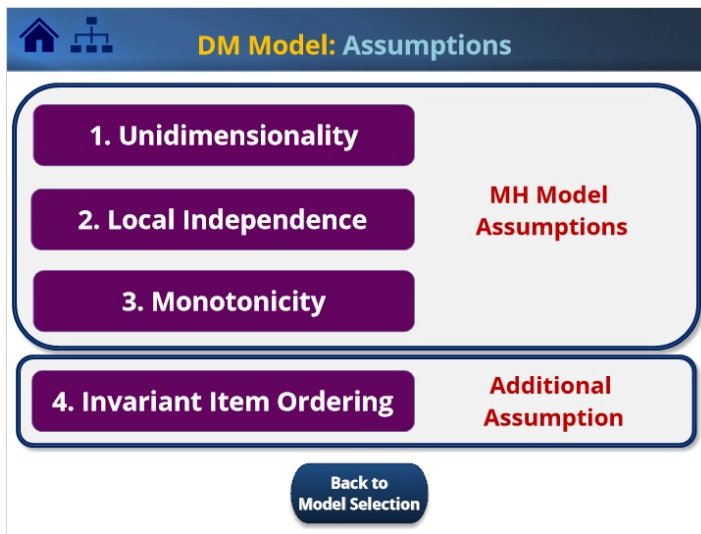 DM Model: Assumptions
1. Unidimensionality
2. Local Independence
3. Monotonicity
MH Model
Assumptions
4. Invariant Item Ordering
Additional
Assumption
Back to
Model Selection